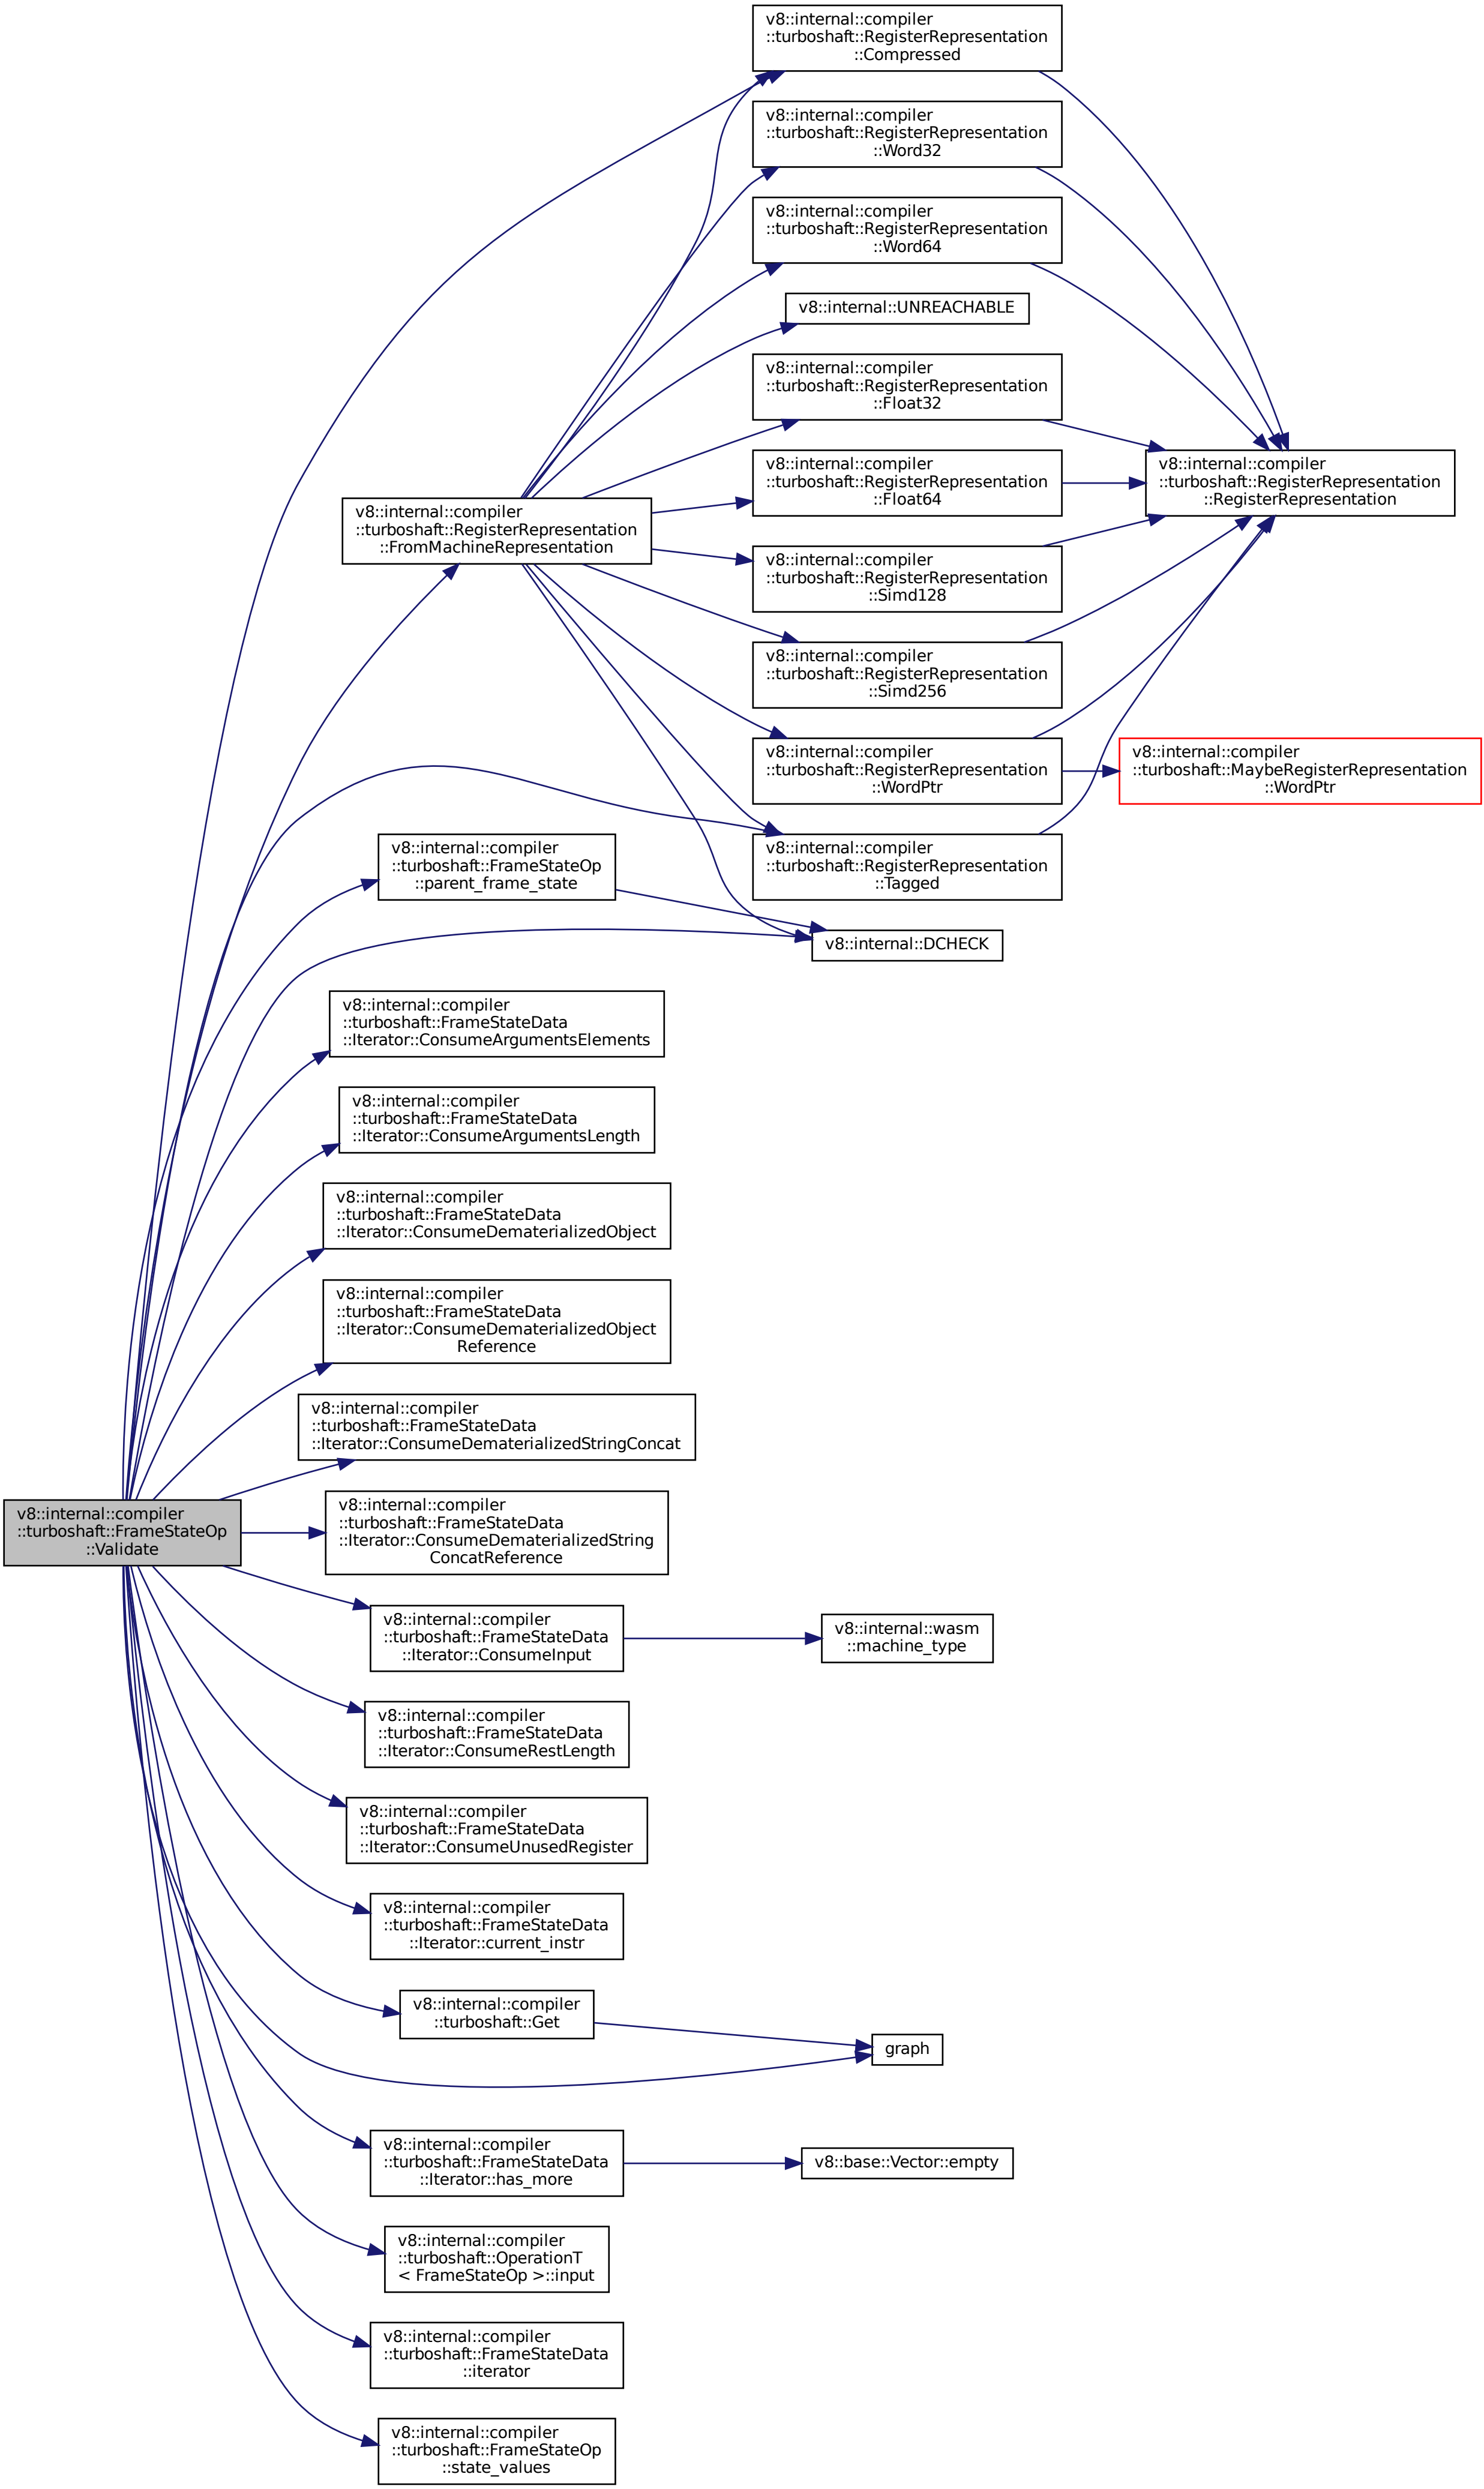 v8::internal::compiler
::turboshaft::RegisterRepresentation
::Compressed
v8::internal::compiler
::turboshaft::RegisterRepresentation
::Word32
v8::internal::compiler
::turboshaft::RegisterRepresentation
::Word64
v8::internal::UNREACHABLE
v8::internal::compiler
::turboshaft::RegisterRepresentation
::Float32
v8::internal::compiler
::turboshaft::RegisterRepresentation
::Float64
v8::internal::compiler
::turboshaft::RegisterRepresentation
::RegisterRepresentation
v8::internal::compiler
::turboshaft::RegisterRepresentation
::FromMachineRepresentation
v8::internal::compiler
::turboshaft::RegisterRepresentation
::Simd128
v8::internal::compiler
::turboshaft::RegisterRepresentation
::Simd256
v8::internal::compiler
::turboshaft::RegisterRepresentation
::WordPtr
v8::internal::compiler
::turboshaft::MaybeRegisterRepresentation
::WordPtr
v8::internal::compiler
::turboshaft::RegisterRepresentation
::Tagged
v8::internal::compiler
::turboshaft::FrameStateOp
::parent_frame_state
v8::internal::DCHECK
v8::internal::compiler
::turboshaft::FrameStateData
::Iterator::ConsumeArgumentsElements
v8::internal::compiler
::turboshaft::FrameStateData
::Iterator::ConsumeArgumentsLength
v8::internal::compiler
::turboshaft::FrameStateData
::Iterator::ConsumeDematerializedObject
v8::internal::compiler
::turboshaft::FrameStateData
::Iterator::ConsumeDematerializedObject
Reference
v8::internal::compiler
::turboshaft::FrameStateData
::Iterator::ConsumeDematerializedStringConcat
v8::internal::compiler
::turboshaft::FrameStateOp
::Validate
v8::internal::compiler
::turboshaft::FrameStateData
::Iterator::ConsumeDematerializedString
ConcatReference
v8::internal::compiler
::turboshaft::FrameStateData
::Iterator::ConsumeInput
v8::internal::wasm
::machine_type
v8::internal::compiler
::turboshaft::FrameStateData
::Iterator::ConsumeRestLength
v8::internal::compiler
::turboshaft::FrameStateData
::Iterator::ConsumeUnusedRegister
v8::internal::compiler
::turboshaft::FrameStateData
::Iterator::current_instr
v8::internal::compiler
::turboshaft::Get
graph
v8::internal::compiler
::turboshaft::FrameStateData
::Iterator::has_more
v8::base::Vector::empty
v8::internal::compiler
::turboshaft::OperationT
< FrameStateOp >::input
v8::internal::compiler
::turboshaft::FrameStateData
::iterator
v8::internal::compiler
::turboshaft::FrameStateOp
::state_values